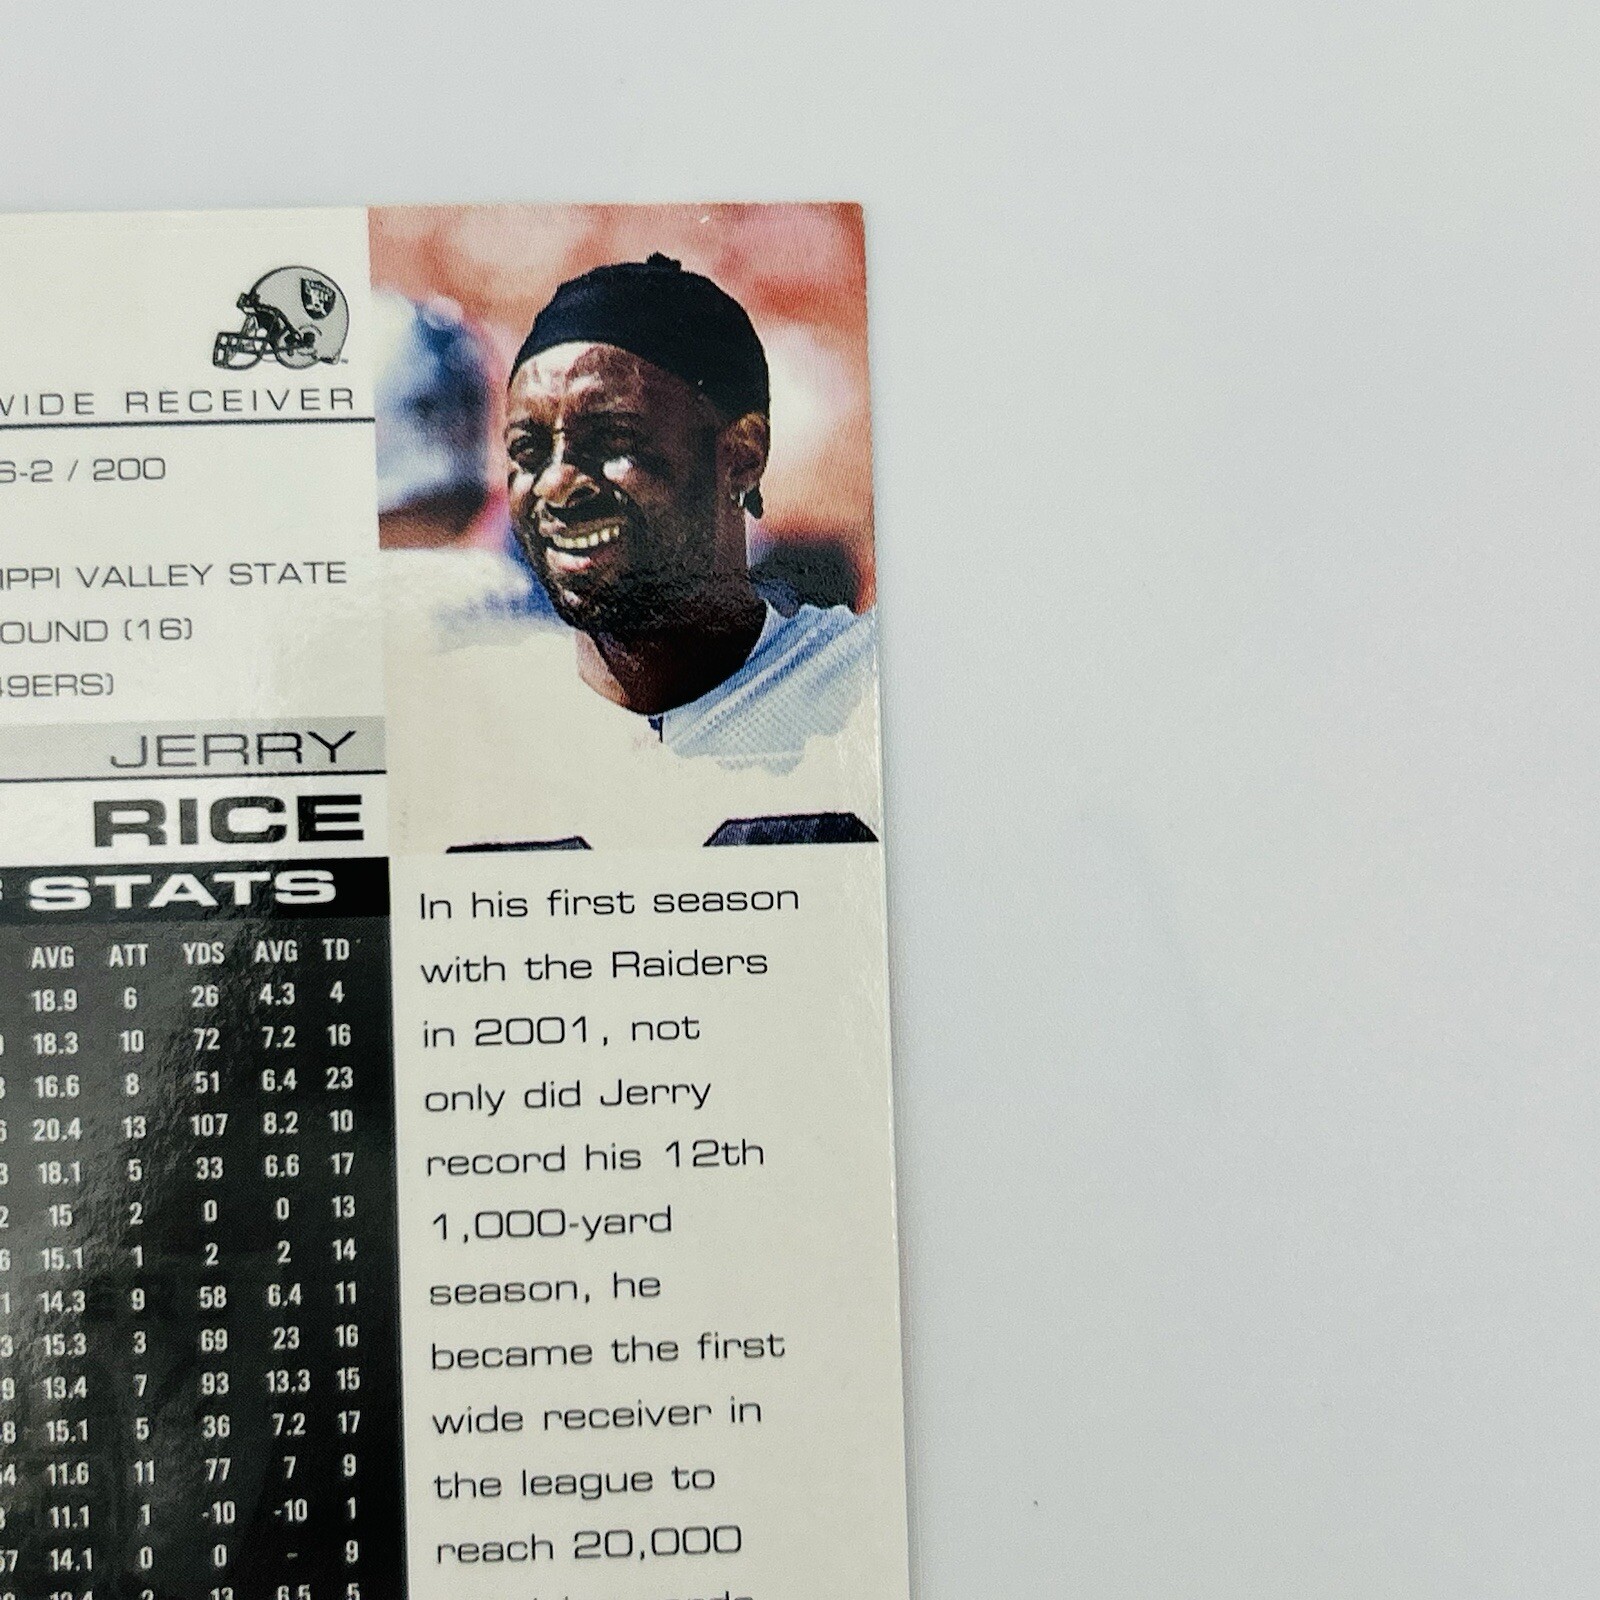 WIDE RECEIVER
6-2 / 200
IPPI VALLEY STATE
OUND (16)
49ERS)
JERRY
RICE
STATS
AVG ATT YDS AVG TD
18.9 6 26 4.3 4
18.3 10 72 7.2 16
16.6 8 51 6.4 23
20.4 13 107 8.2 10
18.1 5 33 6.6 17
15 2 0 0 13
15.1 1 2 2 14
14.3 9 58 6.4 11
15.3 3 69 23 16
13.4 7 93 13.3 15
15.1 5 36 7.2 17
11.6 11 77 7 9
11.1 1 -10 -10 1
14.1 0 0 - 9
In his first season
with the Raiders
in 2001, not
only did Jerry
record his 12th
1,000-yard
season, he
became the first
wide receiver in
the league to
reach 20,000